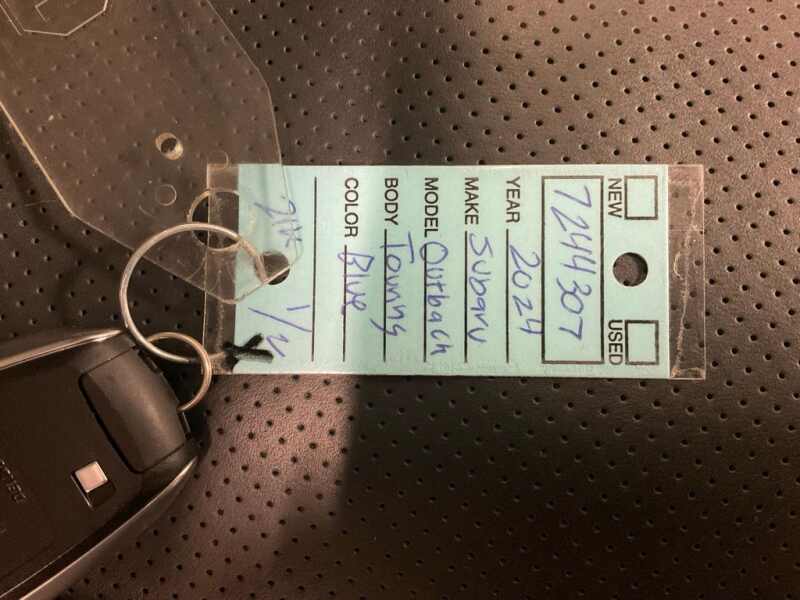 NEW USED
7244307
YEAR 2024
MAKE Subaru
MODEL Outback
BODY Touring
COLOR Blue